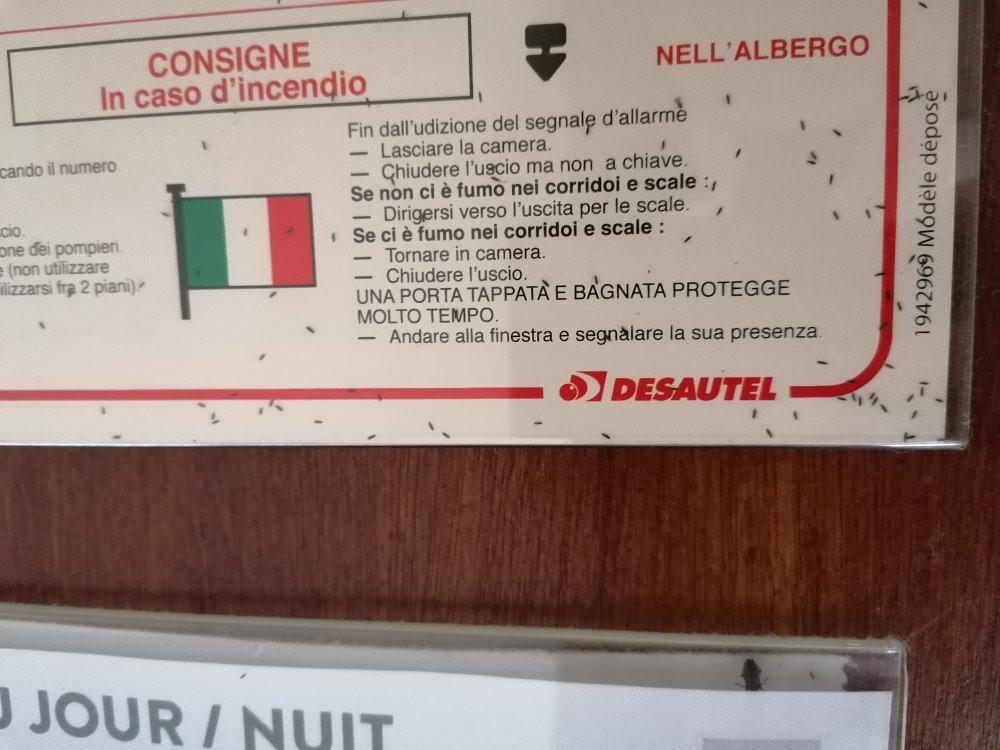 CONSIGNE
In caso d'incendio
NELL'ALBERGO
cando il numero
cio.
one dei pompieri.
e (non utilizzare
ilizzarsi fra 2 piani).
Fin dall'udizione del segnale d'allarme
— Lasciare la camera.
— Chiudere l'uscio ma non a chiave.
Se non ci è fumo nei corridoi e scale :
— Dirigersi verso l'uscita per le scale.
Se ci è fumo nei corridoi e scale :
— Tornare in camera.
— Chiudere l'uscio.
UNA PORTA TAPPATA E BAGNATA PROTEGGE
MOLTO TEMPO.
— Andare alla finestra e segnalare la sua presenza.
DESAUTEL
1942969 Modèle déposé
U JOUR / NUIT